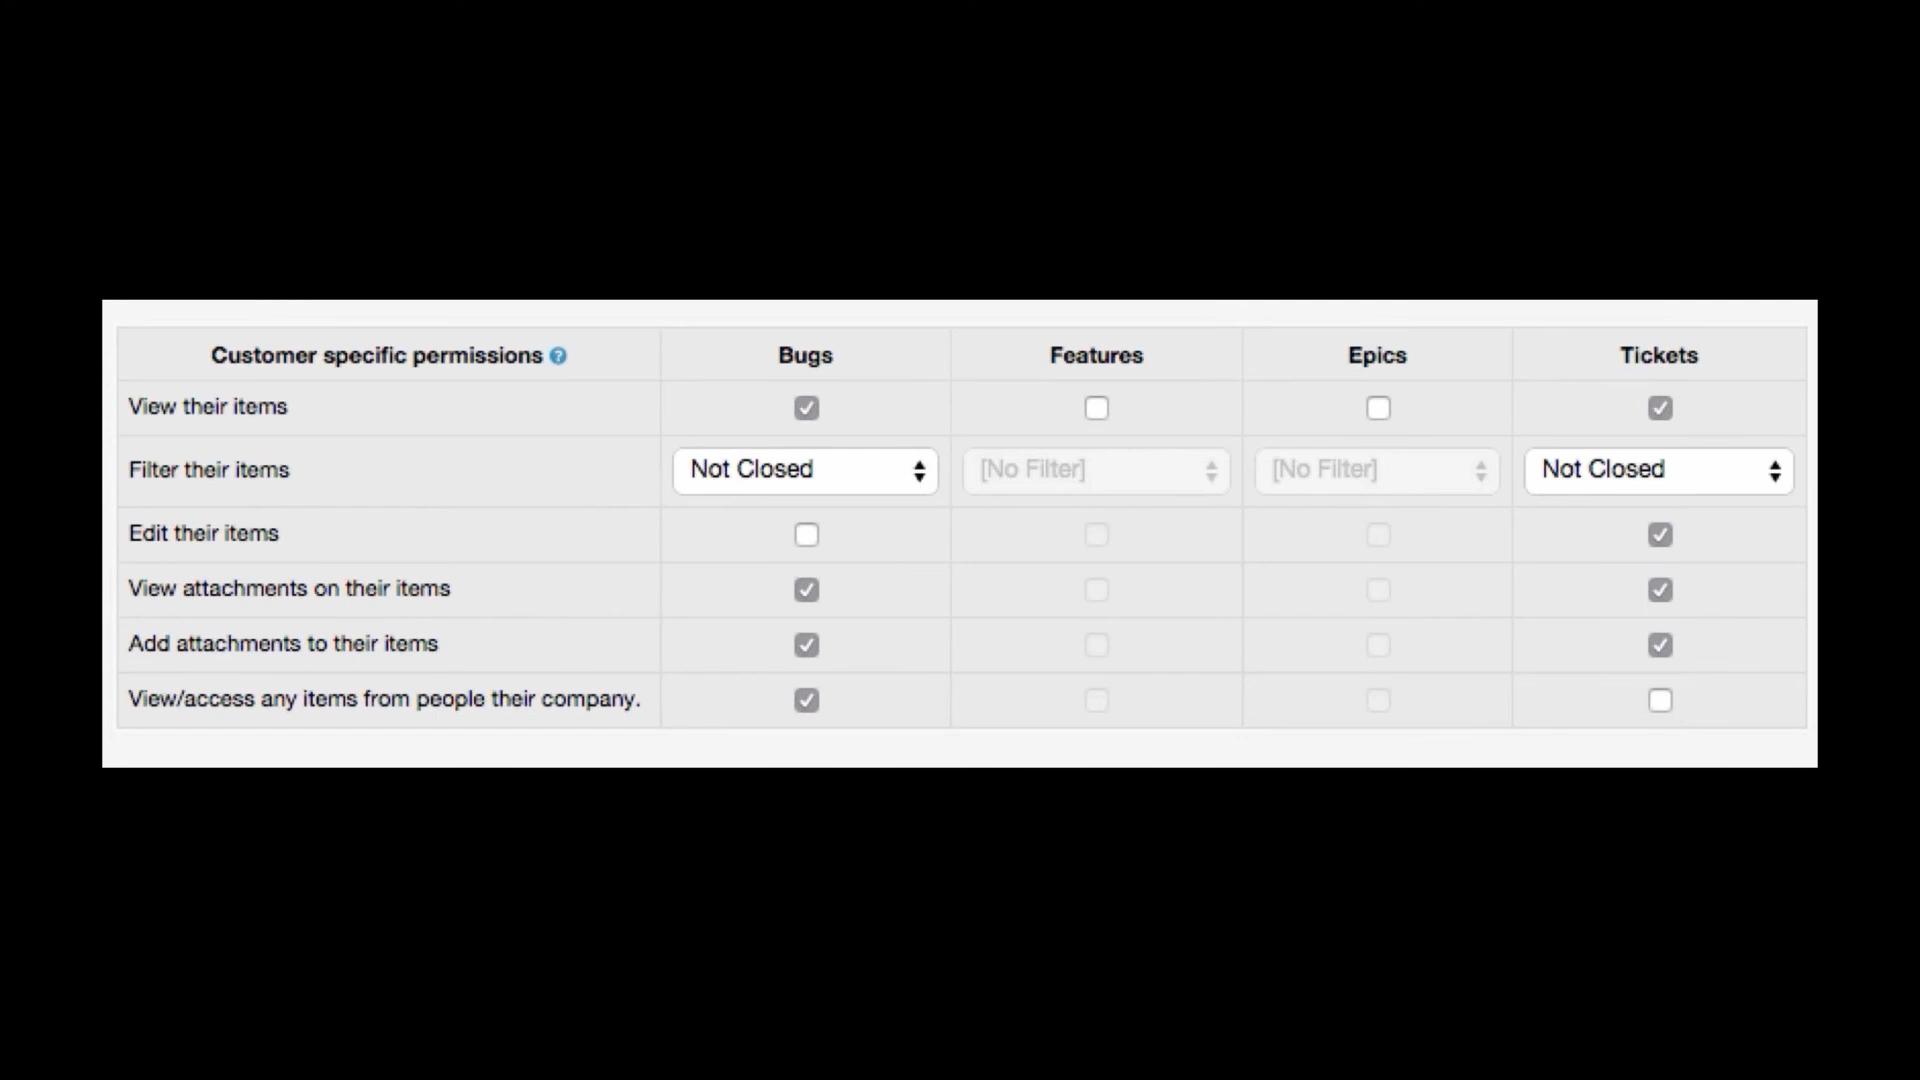 Customer specific permissions ? Bugs Features Epics Tickets
View their items
Filter their items Not Closed [No Filter] [No Filter] Not Closed
Edit their items
View attachments on their items
Add attachments to their items
View/access any items from people their company.